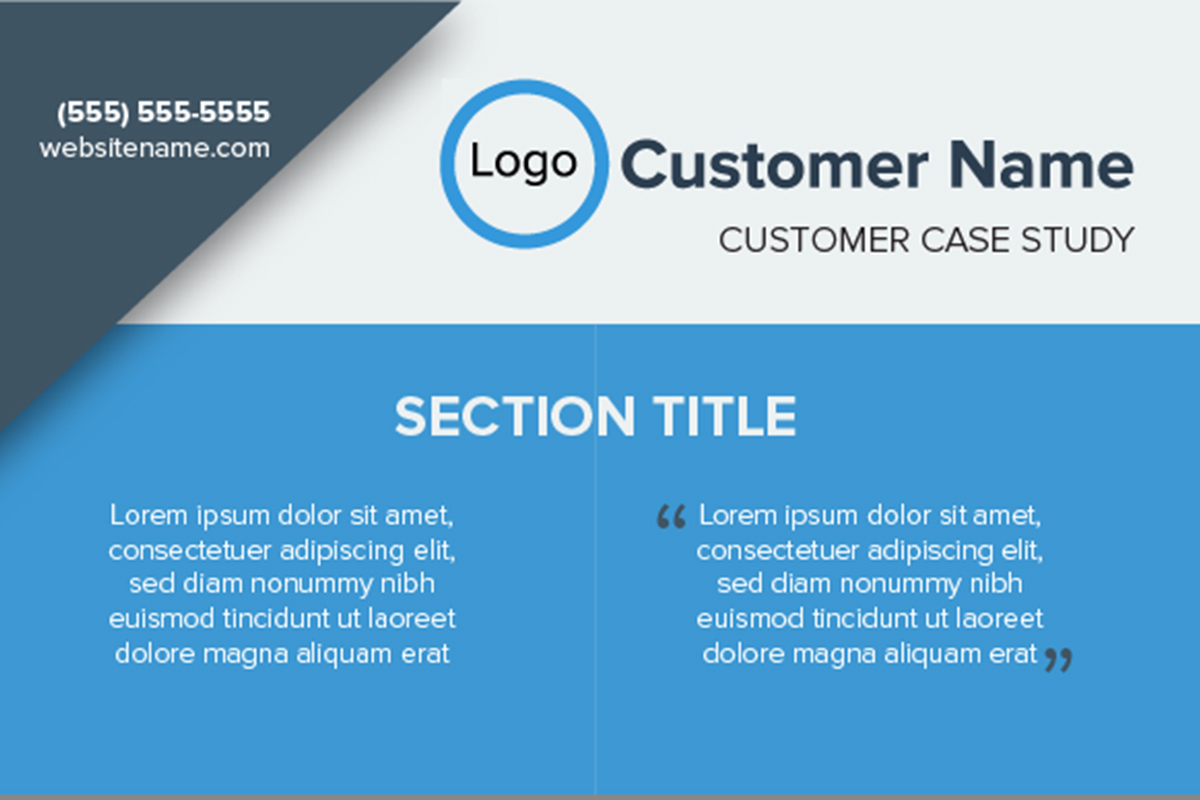 (555) 555-5555
websitename.com
Logo
Customer Name
CUSTOMER CASE STUDY
SECTION TITLE
Lorem ipsum dolor sit amet,
consectetuer adipiscing elit,
sed diam nonummy nibh
euismod tincidunt ut laoreet
dolore magna aliquam erat
“ Lorem ipsum dolor sit amet,
consectetuer adipiscing elit,
sed diam nonummy nibh
euismod tincidunt ut laoreet
dolore magna aliquam erat ”